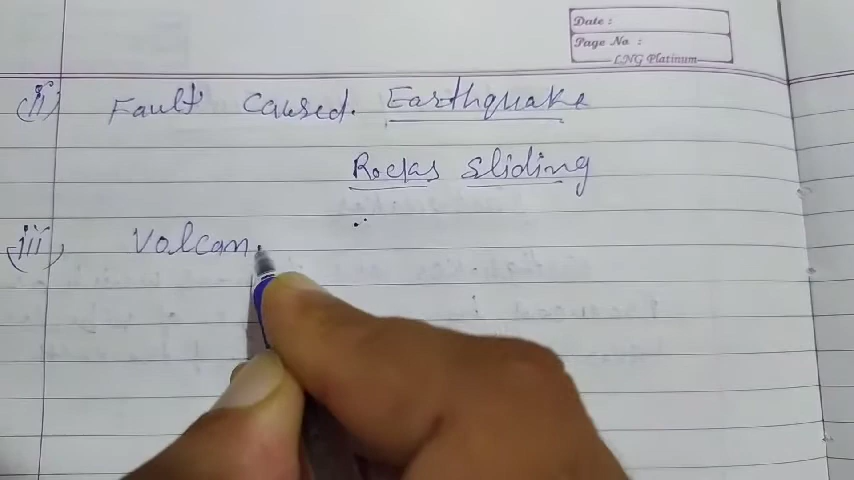 Date :
Page No :
LNG Platinum
(ii) Fault Caused. Earthquake
Rocks sliding
(iii) Volcan